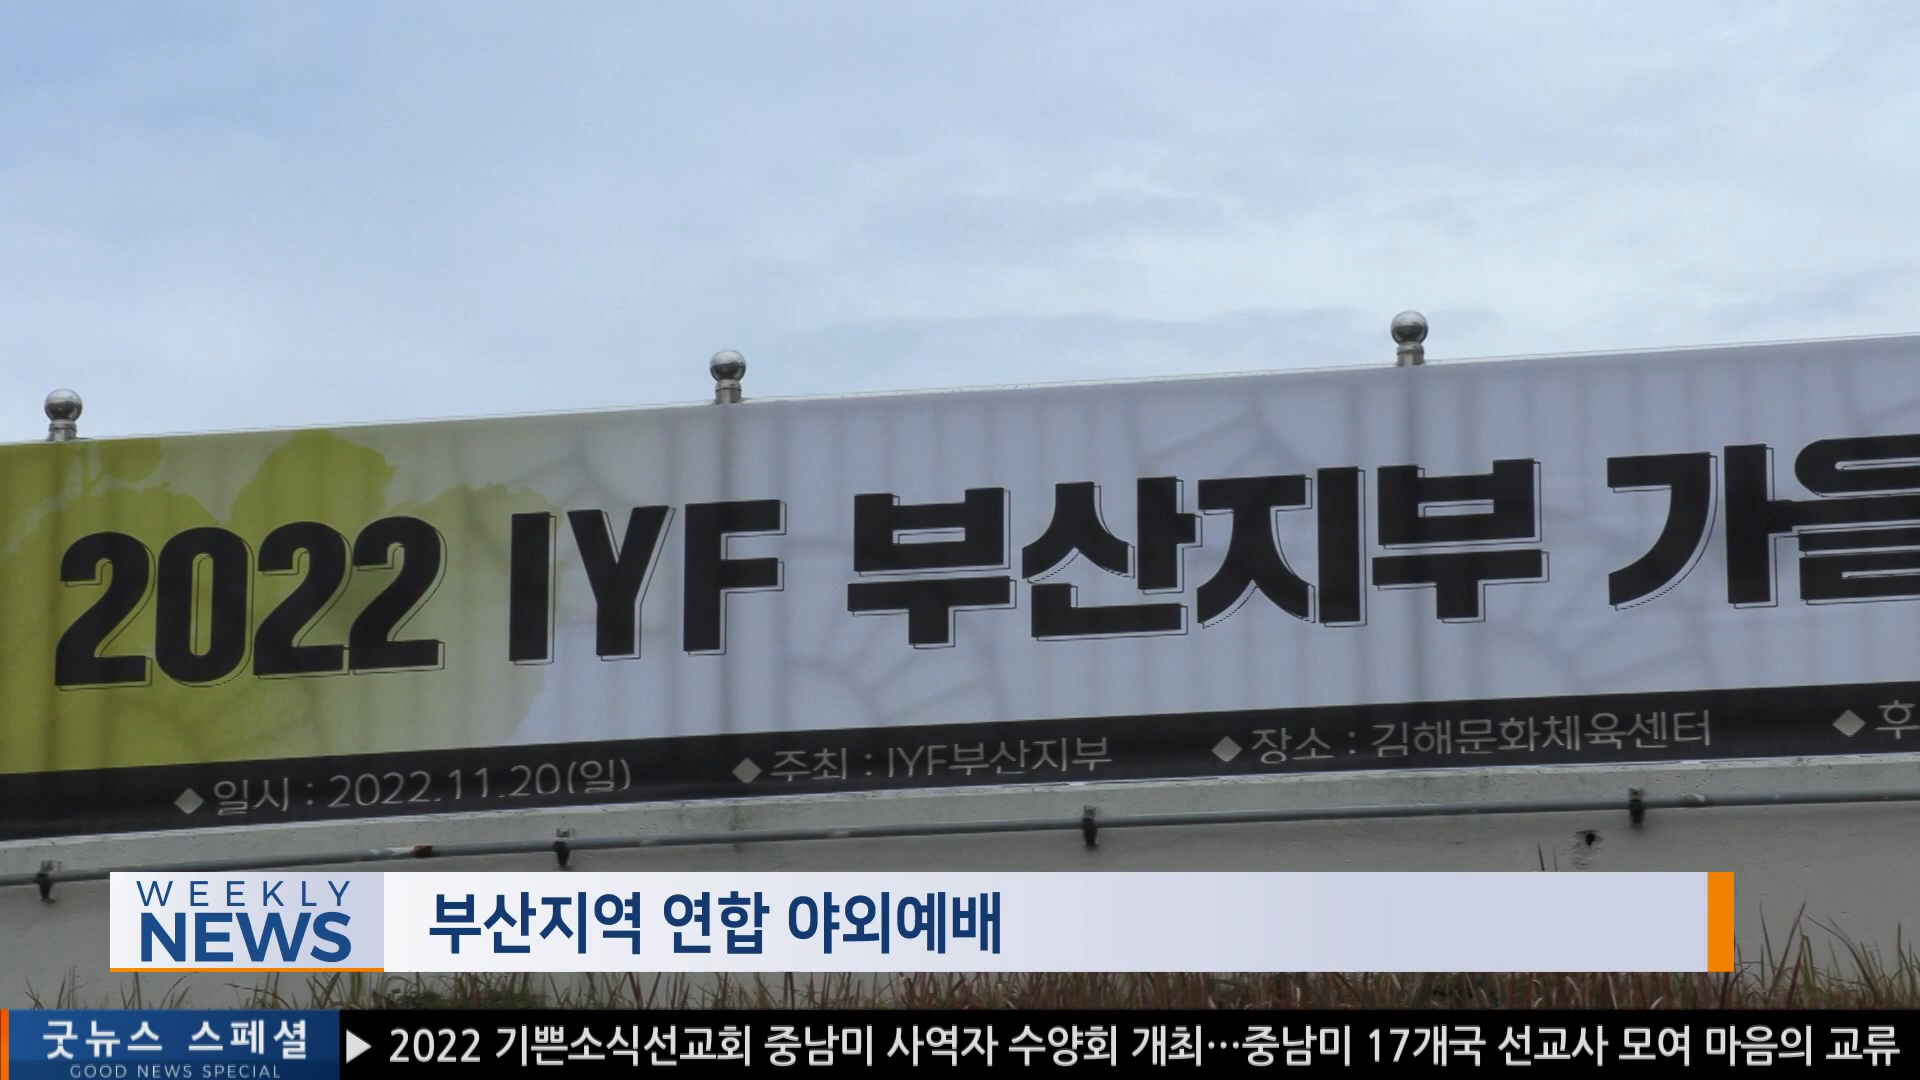 2022 IYF 부산지부 가을
◆일시 : 2022.11.20(일) ◆주최 : IYF부산지부 ◆장소 : 김해문화체육센터 ◆후
WEEKLY
NEWS
부산지역 연합 야외예배
굿뉴스 스페셜
GOOD NEWS SPECIAL
▶ 2022 기쁜소식선교회 중남미 사역자 수양회 개최…중남미 17개국 선교사 모여 마음의 교류